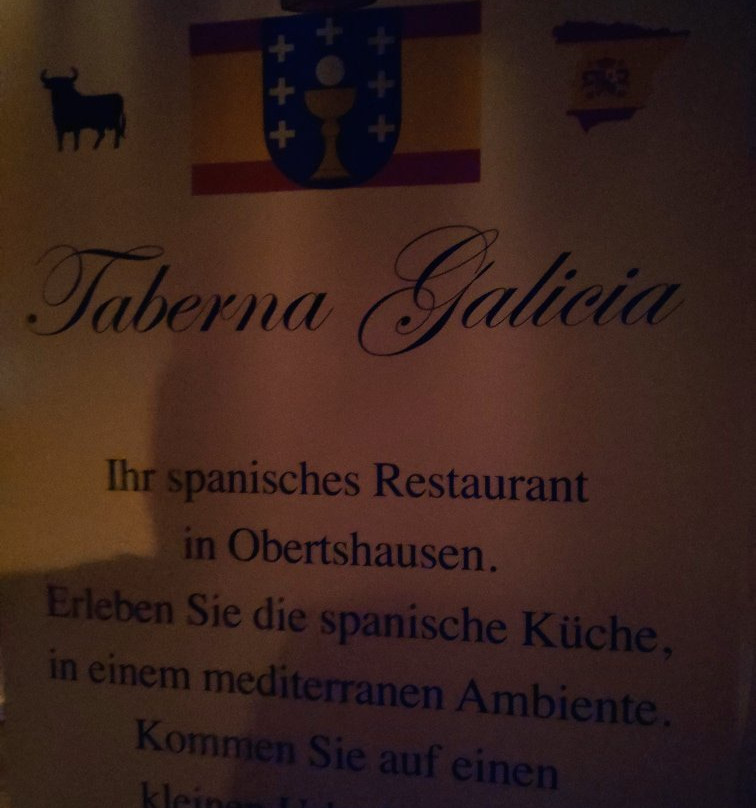 Taberna Galicia
Ihr spanisches Restaurant
in Obertshausen.
Erleben Sie die spanische Küche,
in einem mediterranen Ambiente.
Kommen Sie auf einen